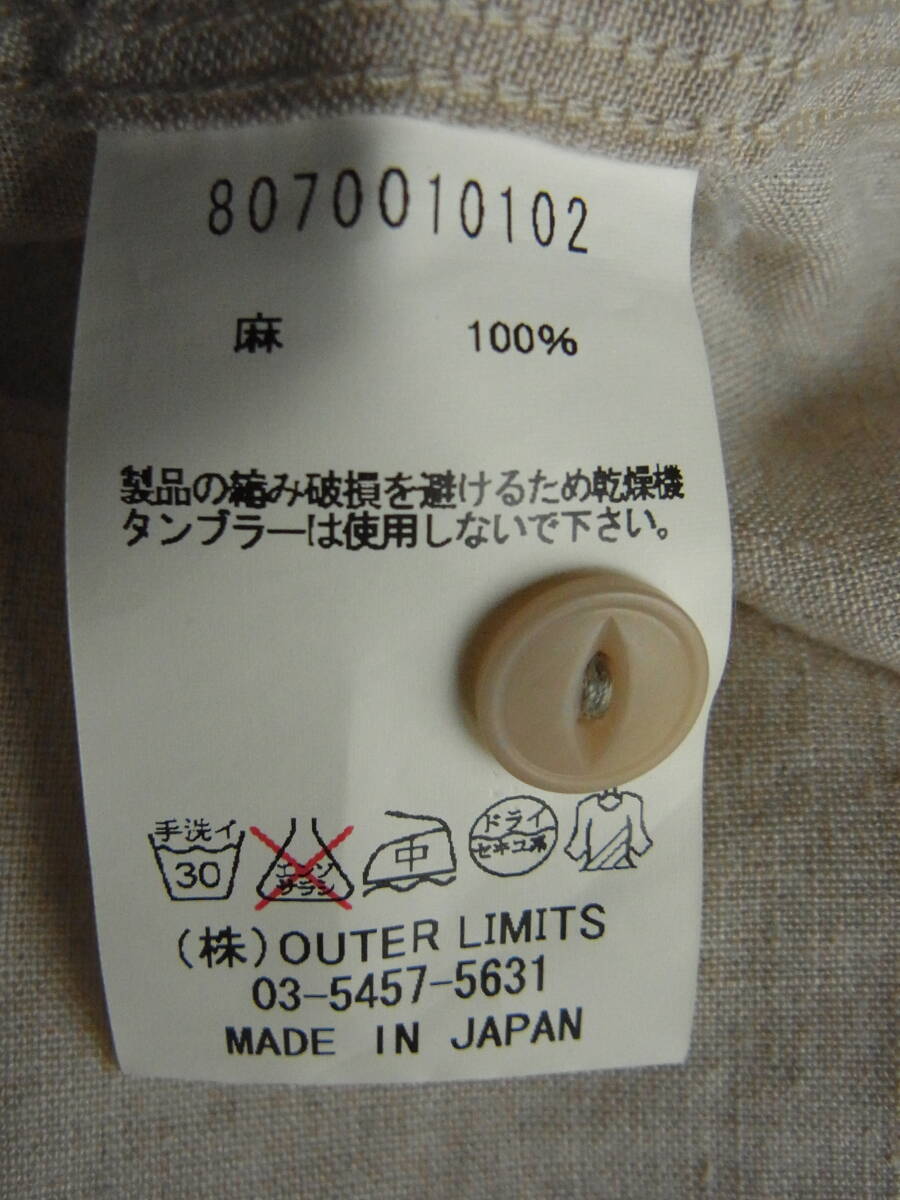 8070010102
麻 100%
製品の縮み破損を避けるため乾燥機
タンブラーは使用しないで下さい。
手洗イ
30
エンソ
サラシ
中
ドライ
セキユ系
(株)OUTER LIMITS
03-5457-5631
MADE IN JAPAN